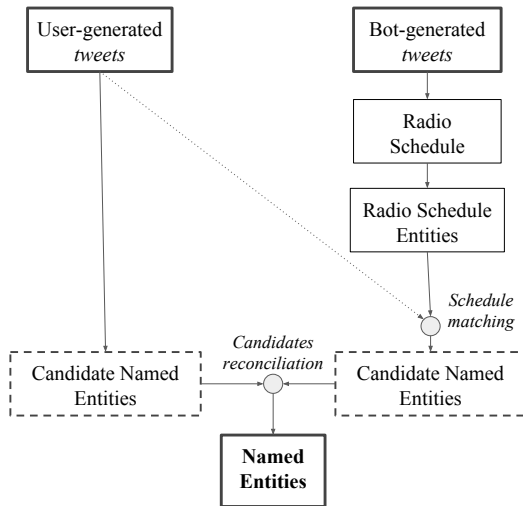 User-generated
tweets
Bot-generated
tweets
Radio
Schedule
Radio Schedule
Entities
Schedule
matching
Candidates
reconciliation
Candidate Named
Entities
Candidate Named
Entities
Named
Entities